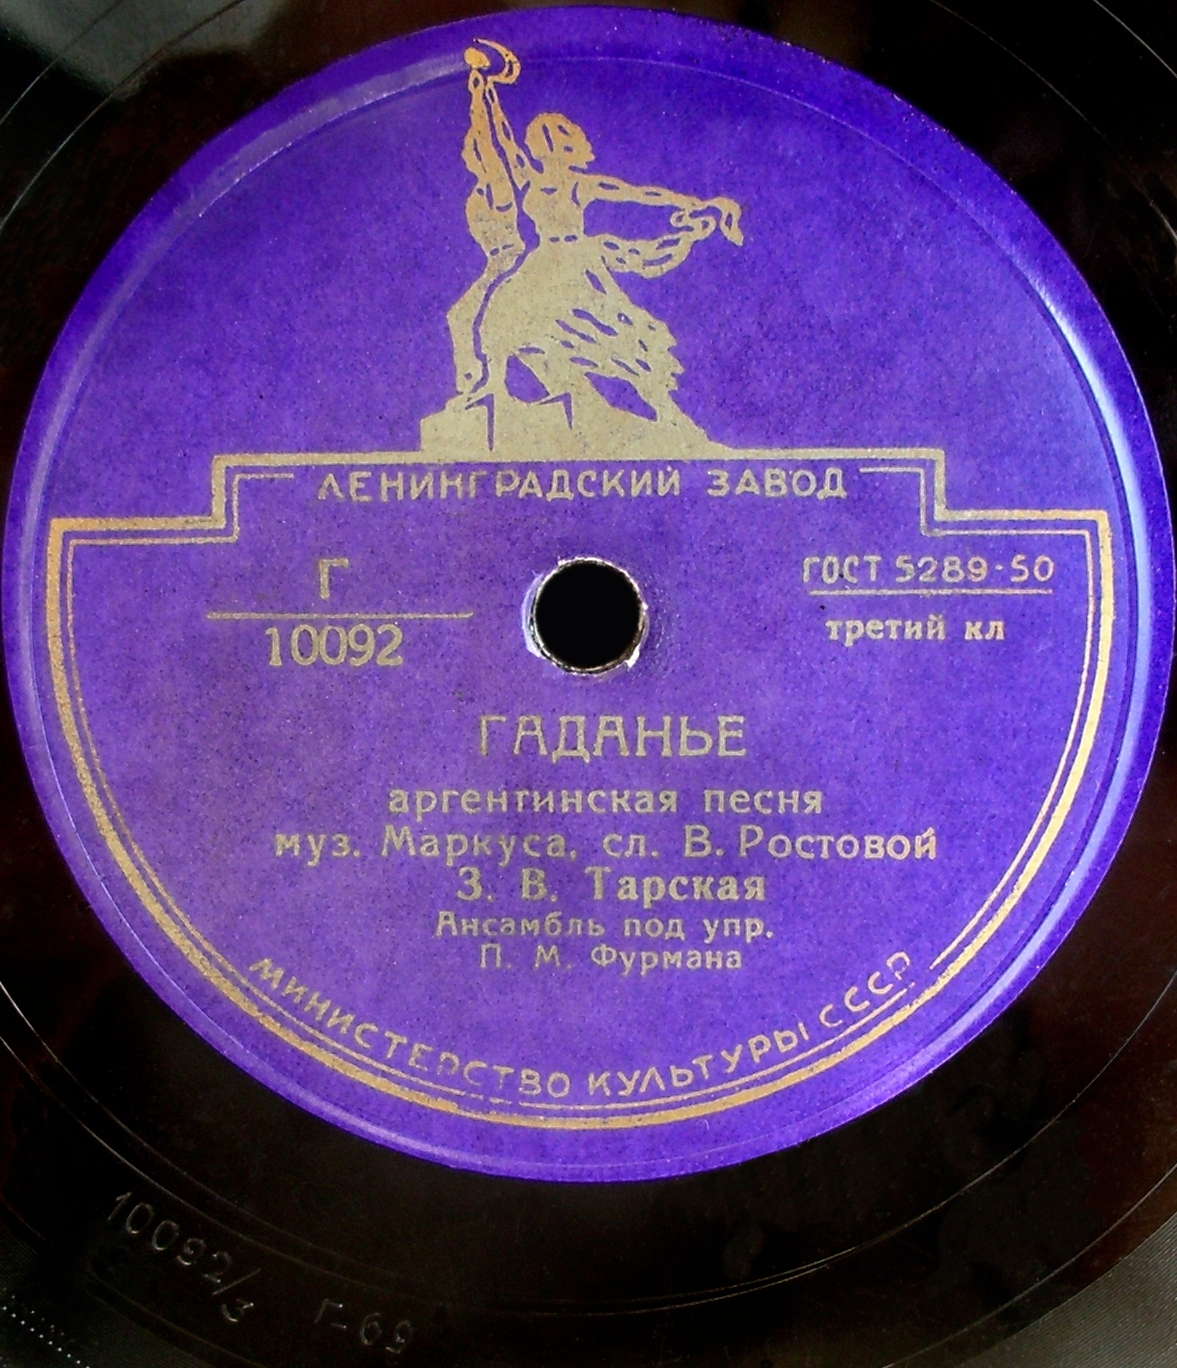 ЛЕНИНГРАДСКИЙ ЗАВОД
Г
10092
ГОСТ 5289-50
третий кл
ГАДАНЬЕ
аргентинская песня
муз. Маркуса, сл. В. Ростовой
З. В. Тарская
Ансамбль под упр.
П. М. Фурмана
МИНИСТЕРСТВО КУЛЬТУРЫ СССР
10092/3 Г-69